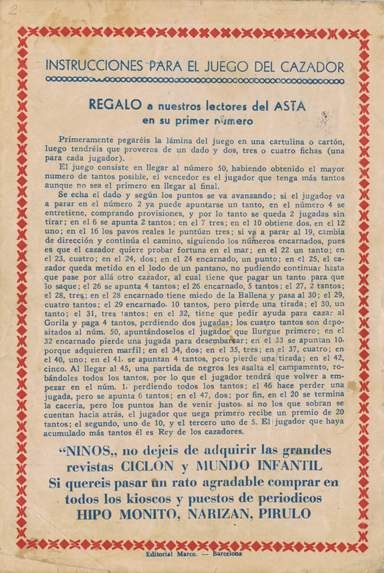 INSTRUCCIONES PARA EL JUEGO DEL CAZADOR
REGALO a nuestros lectores del ASTA
en su primer número
Primeramente pegaréis la lámina del juego en una cartulina o cartón,
luego tendréis que proveros de un dado y dos, tres o cuatro fichas (una
para cada jugador).
El juego consiste en llegar al número 50, habiendo obtenido el mayor
numero de tantos posible, el vencedor es el jugador que tenga más tantos
aunque no sea el primero en llegar al final.
Se echa el dado y según los puntos se va avanzando; si el jugador va
a parar en el número 2 ya puede apuntarse un tanto, en el número 4 se
entretiene, comprando provisiones, y por lo tanto se queda 2 jugadas sin
tirar; en el 6 se apunta 2 tantos; en el 7 tres; en el 10 obtiene dos, en el 12
uno; en el 16 los pavos reales le puntúan tres; si va a parar al 19, cimbia
de dirección y continúa el camino, siguiendo los números encarnados, pues
es que el cazador quiere probar fortuna en el mar; en el 22 un tanto; en
el 23, cuatro; en el 24, dos; en el 24 encarnado, un punto; en el 25, el ca-
zador queda metido en el lodo de un pantano, no pudiendo continuar hasta
que pase por allá otro cazador, al cual tiene que pagar un tanto para que
lo saque; el 26 se apunta 4 tantos; el 26 encarnado, 5 tantos; el 27, 2 tantos;
el 28, tres; en el 28 encarnado tiene miedo de la Ballena y pasa al 30; el 29,
cuatro tantos; el 29 encarnado. 10 tantos, pero pierde una tirada; el 30, un
tanto; el 31, tres tantos; en el 32, tiene que pedir ayuda para cazar al
Gorila y paga 4 tantos, perdiendo dos jugadas; los cuatro tantos son depo-
sitados al núm. 50, apuntándoselos el jugador que lluegue primero; en el
32 encarnado pierne una jugada para desembarcar; en el 33 se apuntan 10.
porque adquieren marfil; en el 34, dos; en el 35, tres; en el 37, cuatro; en
el 40, uno; en el 41. se apuntan 4 tantos, pero pierde una tirada; en el 42,
cinco. Al llegar al 45, una partida de negros les asalta el campamento, ro-
bándoles todos los tantos, por lo que el jugador tendrá que volver a em-
pezar en el núm. 1. perdiendo todos los tantos; el 46 hace perder una
jugada, pero se apunta 6 tantos; en el 47, dos; por fin, en el 20 se termina
la cacería, pero los puntos han de venir justos; si no los que sobran se
cuentan hacia atrás, el jugador que uega primero recibe un premio de 20
tantos; el segundo, uno de 10, y el tercero uno de 5. El jugador que haya
acumulado más tantos él es Rey de los cazadores.
"NINOS,, no dejeis de adquirir las grandes
revistas CICLON y MUNDO INFANTIL
Si quereis pasar un rato agradable comprar en
todos los kioscos y puestos de periodicos
HIPO MONITO, NARIZAN, PIRULO
Editorial Marco. — Barcelona